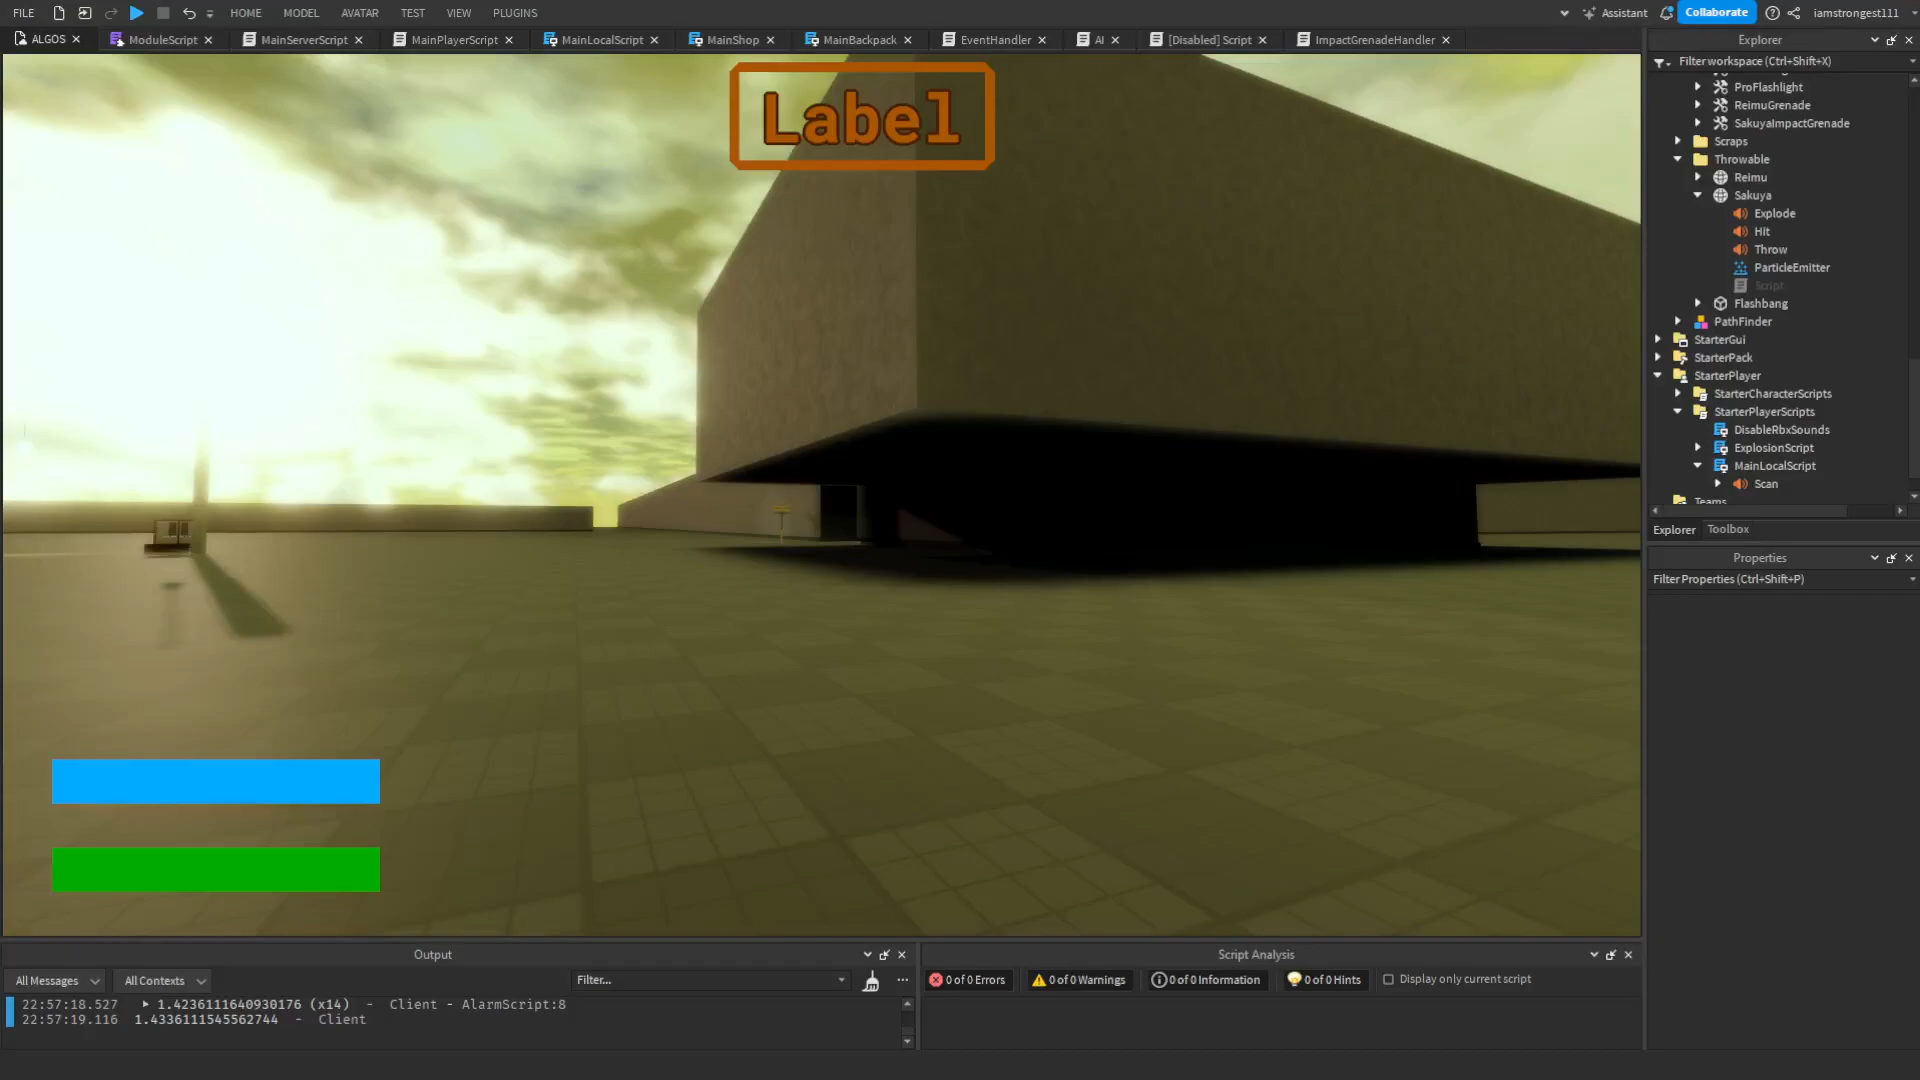 FILE HOME MODEL AVATAR TEST VIEW PLUGINS Assistant Collaborate iamstrongest111
ALGOS ModuleScript MainServerScript MainPlayerScript MainLocalScript MainShop MainBackpack EventHandler AI [Disabled] Script ImpactGrenadeHandler
Label
Explorer
Filter workspace (Ctrl+Shift+X)
ProFlashlight
ReimuGrenade
SakuyaImpactGrenade
Scraps
Throwable
Reimu
Sakuya
Explode
Hit
Throw
ParticleEmitter
Script
Flashbang
PathFinder
StarterGui
StarterPack
StarterPlayer
StarterCharacterScripts
StarterPlayerScripts
DisableRbxSounds
ExplosionScript
MainLocalScript
Scan
Teams
Explorer Toolbox
Properties
Filter Properties (Ctrl+Shift+P)
Output
All Messages All Contexts Filter...
22:57:18.527 1.4236111640930176 (x14) - Client - AlarmScript:8
22:57:19.116 1.4336111545562744 - Client
Script Analysis
0 of 0 Errors 0 of 0 Warnings 0 of 0 Information 0 of 0 Hints Display only current script